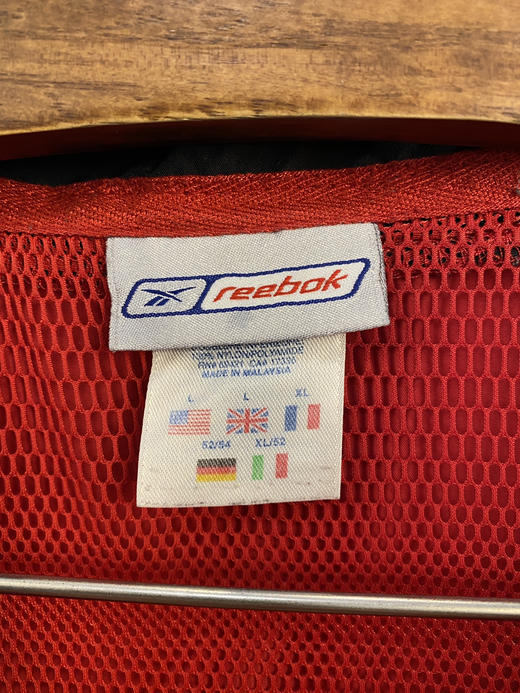 reebok
100% NYLON/POLYAMIDE
MADE IN MALAYSIA
L L XL
52/54 XL/52